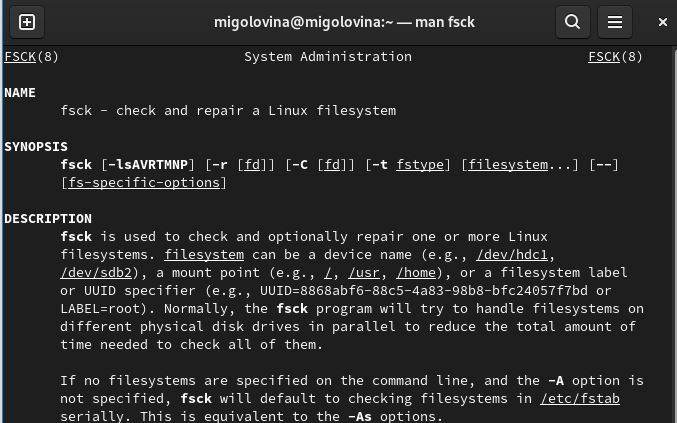 migolovina@migolovina:~ — man fsck
FSCK(8) System Administration FSCK(8)
NAME
fsck - check and repair a Linux filesystem
SYNOPSIS
fsck [-lsAVRTMNP] [-r [fd]] [-C [fd]] [-t fstype] [filesystem...] [--]
[fs-specific-options]
DESCRIPTION
fsck is used to check and optionally repair one or more Linux
filesystems. filesystem can be a device name (e.g., /dev/hdc1,
/dev/sdb2), a mount point (e.g., /, /usr, /home), or a filesystem label
or UUID specifier (e.g., UUID=8868abf6-88c5-4a83-98b8-bfc24057f7bd or
LABEL=root). Normally, the fsck program will try to handle filesystems on
different physical disk drives in parallel to reduce the total amount of
time needed to check all of them.
If no filesystems are specified on the command line, and the -A option is
not specified, fsck will default to checking filesystems in /etc/fstab
serially. This is equivalent to the -As options.